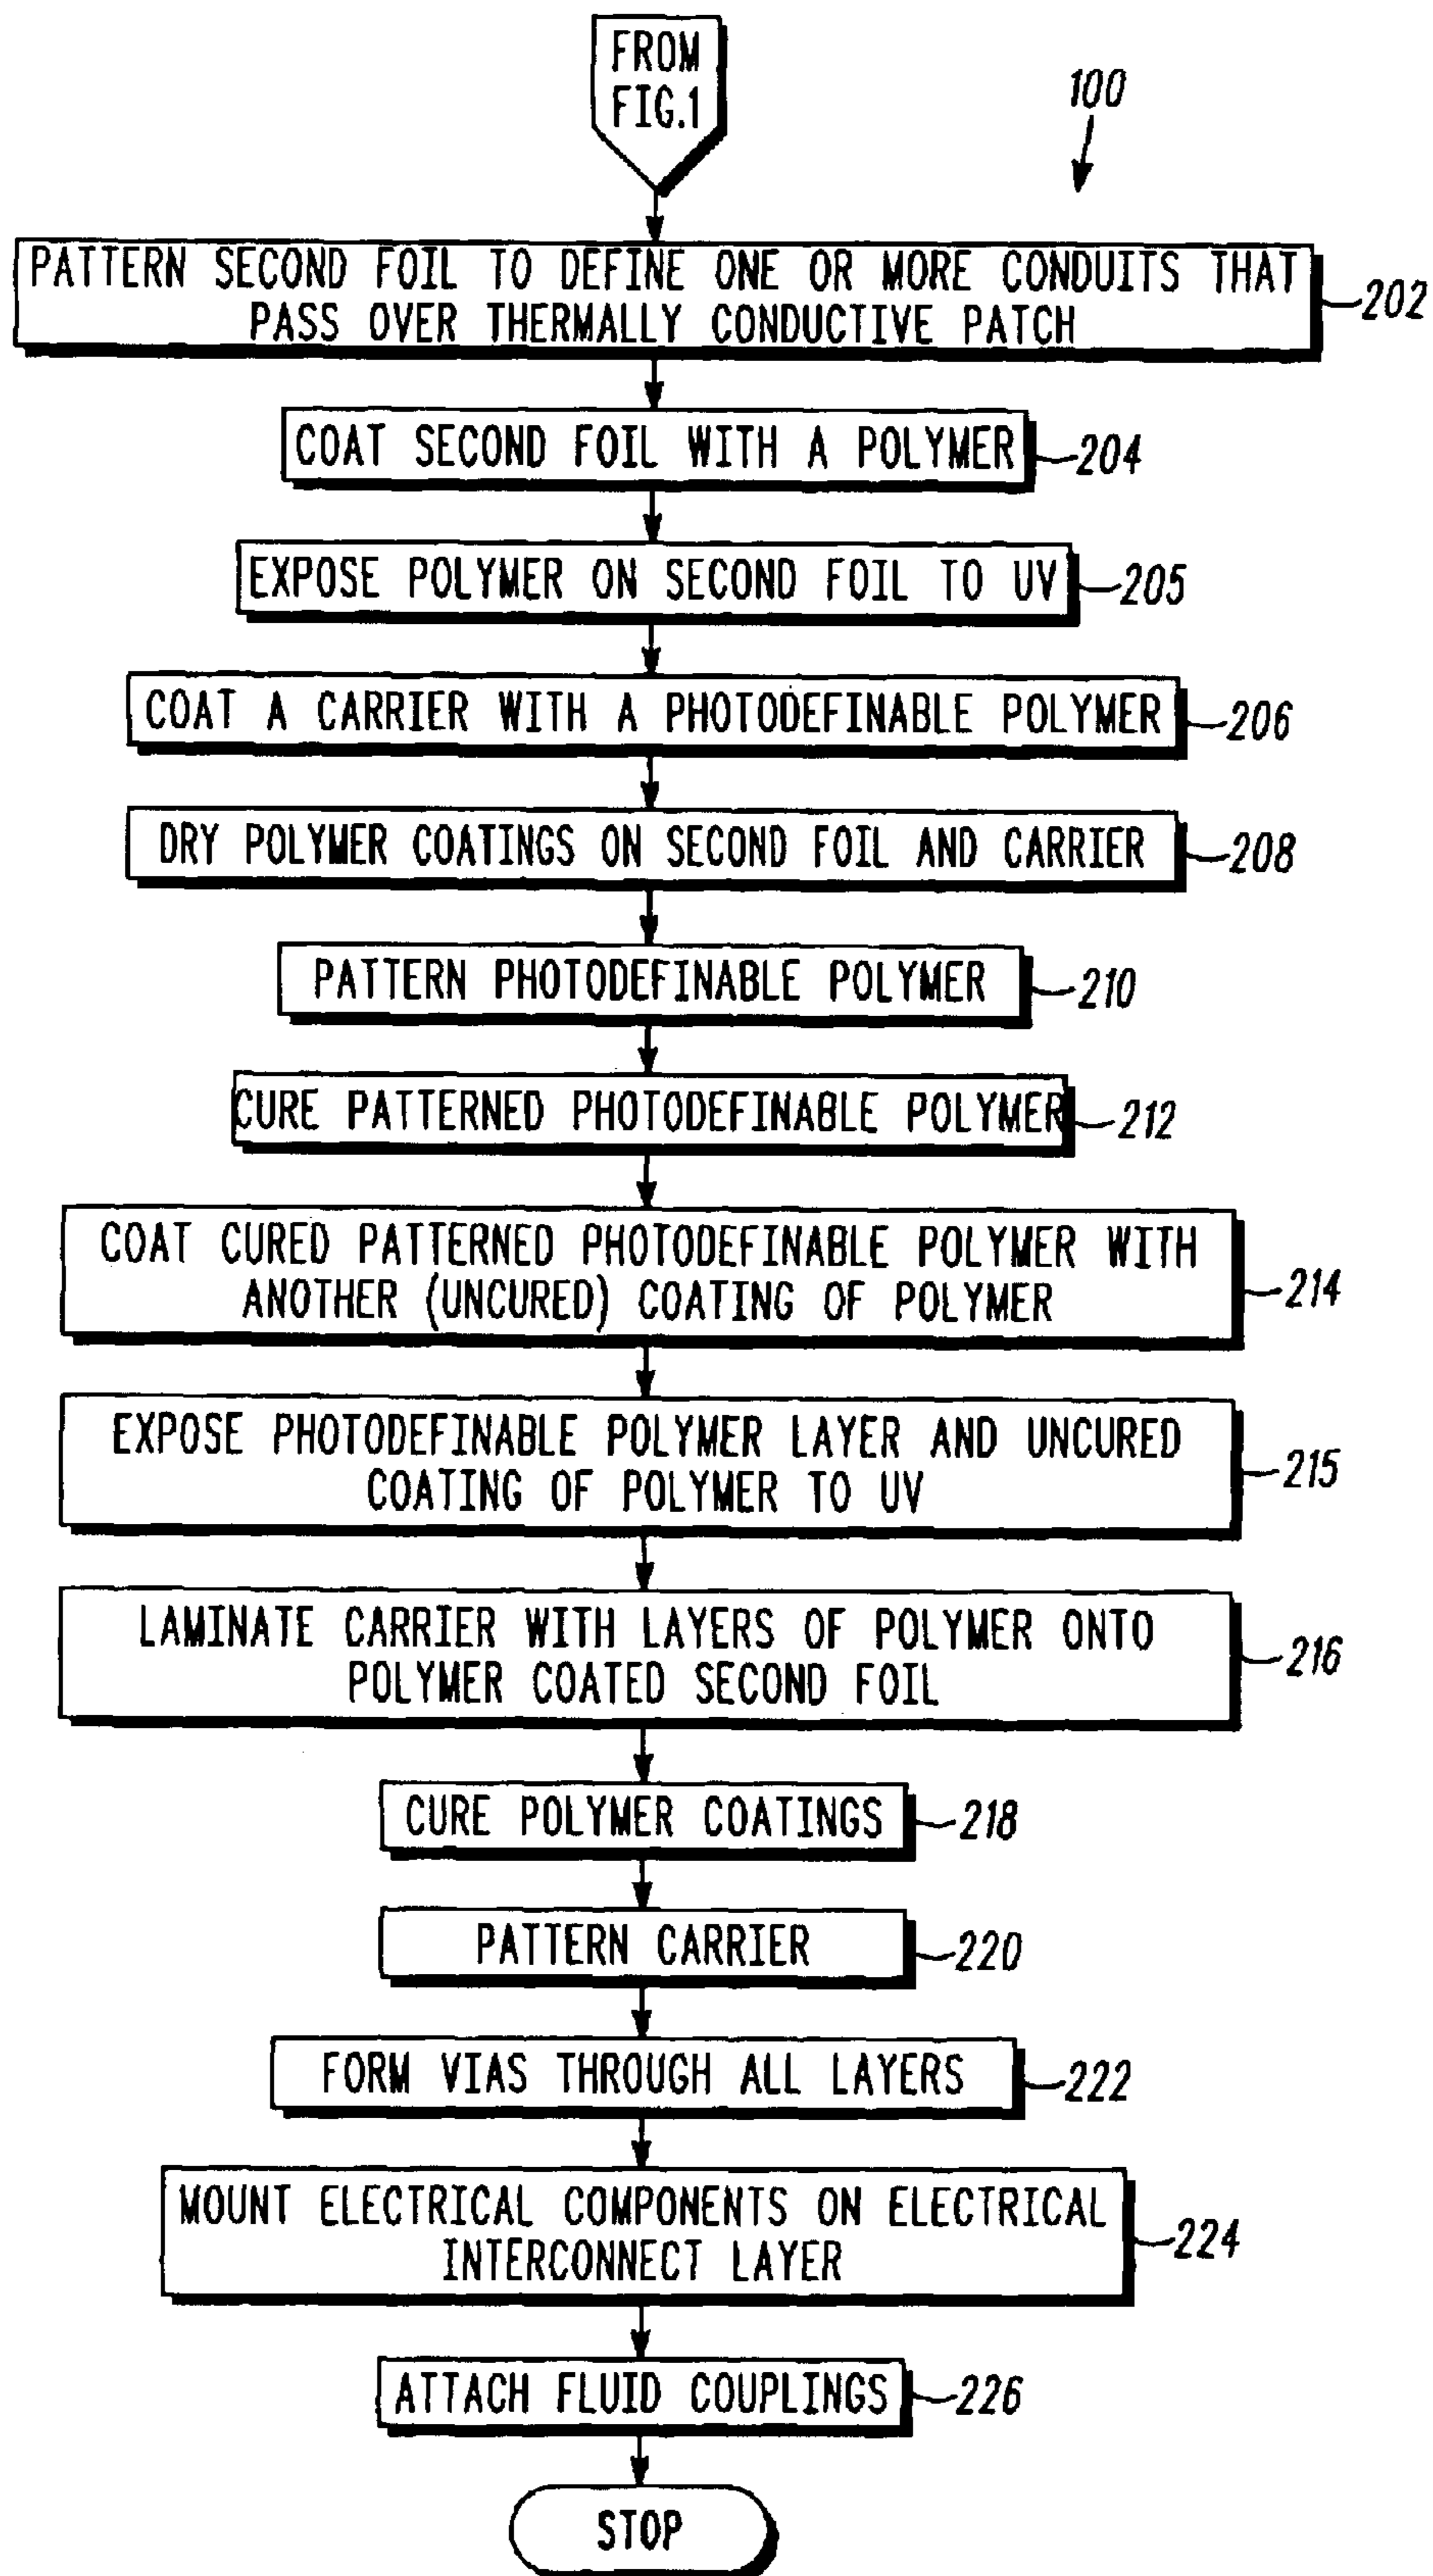 FROM
FIG.1
100
PATTERN SECOND FOIL TO DEFINE ONE OR MORE CONDUITS THAT
PASS OVER THERMALLY CONDUCTIVE PATCH
202
COAT SECOND FOIL WITH A POLYMER
204
EXPOSE POLYMER ON SECOND FOIL TO UV
205
COAT A CARRIER WITH A PHOTODEFINABLE POLYMER
206
DRY POLYMER COATINGS ON SECOND FOIL AND CARRIER
208
PATTERN PHOTODEFINABLE POLYMER
210
CURE PATTERNED PHOTODEFINABLE POLYMER
212
COAT CURED PATTERNED PHOTODEFINABLE POLYMER WITH
ANOTHER (UNCURED) COATING OF POLYMER
214
EXPOSE PHOTODEFINABLE POLYMER LAYER AND UNCURED
COATING OF POLYMER TO UV
215
LAMINATE CARRIER WITH LAYERS OF POLYMER ONTO
POLYMER COATED SECOND FOIL
216
CURE POLYMER COATINGS
218
PATTERN CARRIER
220
FORM VIAS THROUGH ALL LAYERS
222
MOUNT ELECTRICAL COMPONENTS ON ELECTRICAL
INTERCONNECT LAYER
224
ATTACH FLUID COUPLINGS
226
STOP